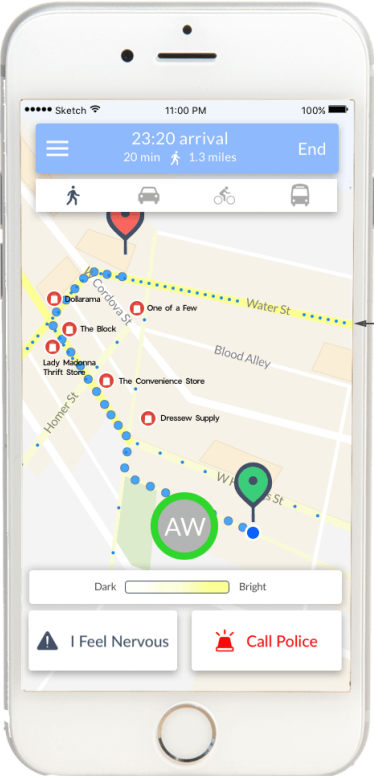 Sketch
11:00 PM
100%
23:20 arrival
20 min 1.3 miles
End
Dollarama
W Cordova St
One of a Few
Water St
The Block
Blood Alley
Lady Madonna
Thrift Store
The Convenience Store
Homer St
Dressew Supply
AW
Dark
Bright
I Feel Nervous
Call Police